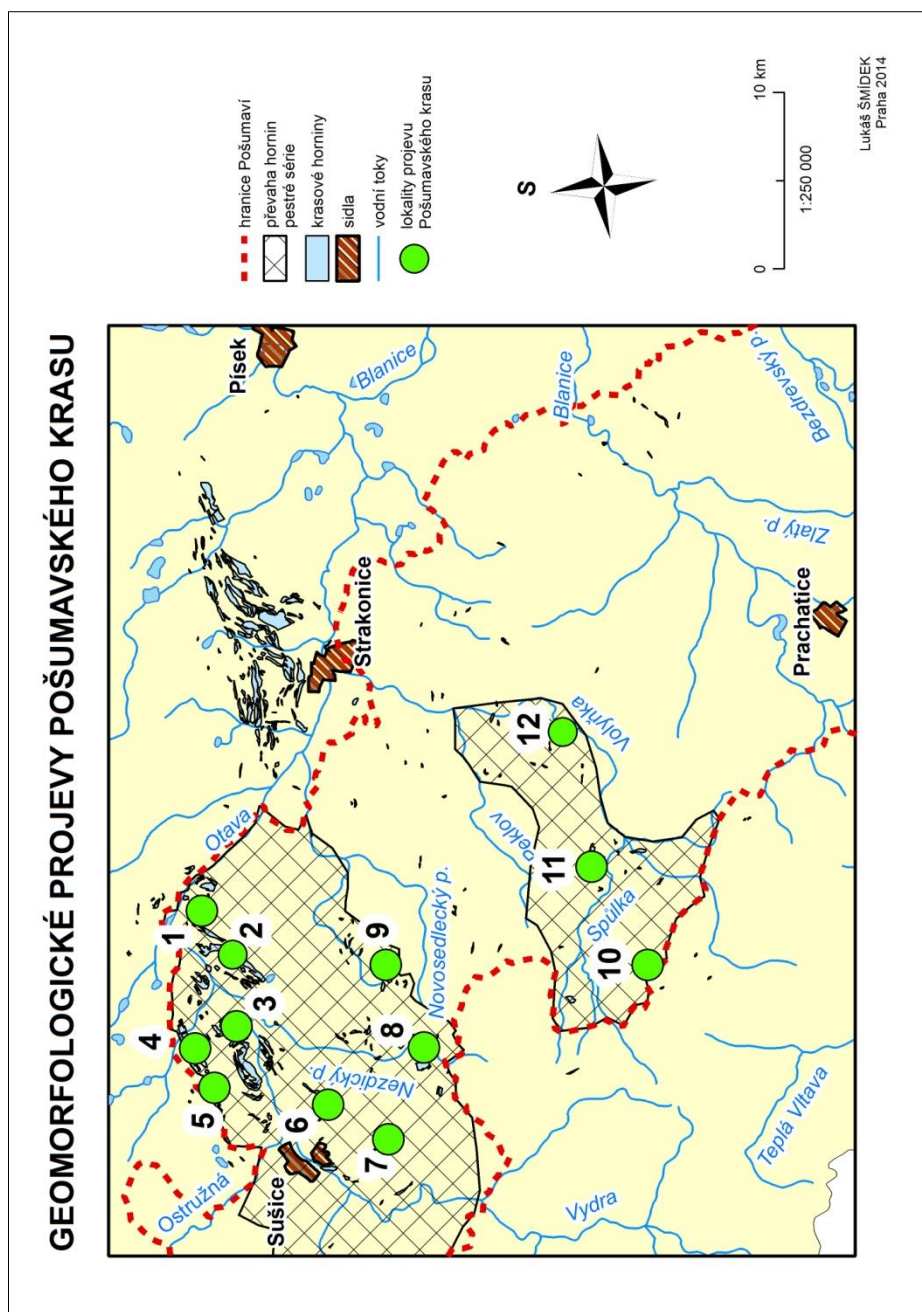 GEOMORFOLOGICKÉ PROJEVY POŠUMAVSKÉHO KRASU
Písek
Blanice
Blanice
Bezdrevský p.
Zlatý p.
Strakonice
Prachatice
Otava
Volyňka
Peklov
Spůlka
Novosedlecký p.
Nezdický p.
Ostružná
Sušice
Vydra
Teplá Vltava
1
2
3
4
5
6
7
8
9
10
11
12
hranice Pošumaví
převaha hornin
pestré série
krasové horniny
sídla
vodní toky
lokality projevu
Pošumavského krasu
S
0
10 km
1:250 000
Lukáš ŠMÍDEK
Praha 2014